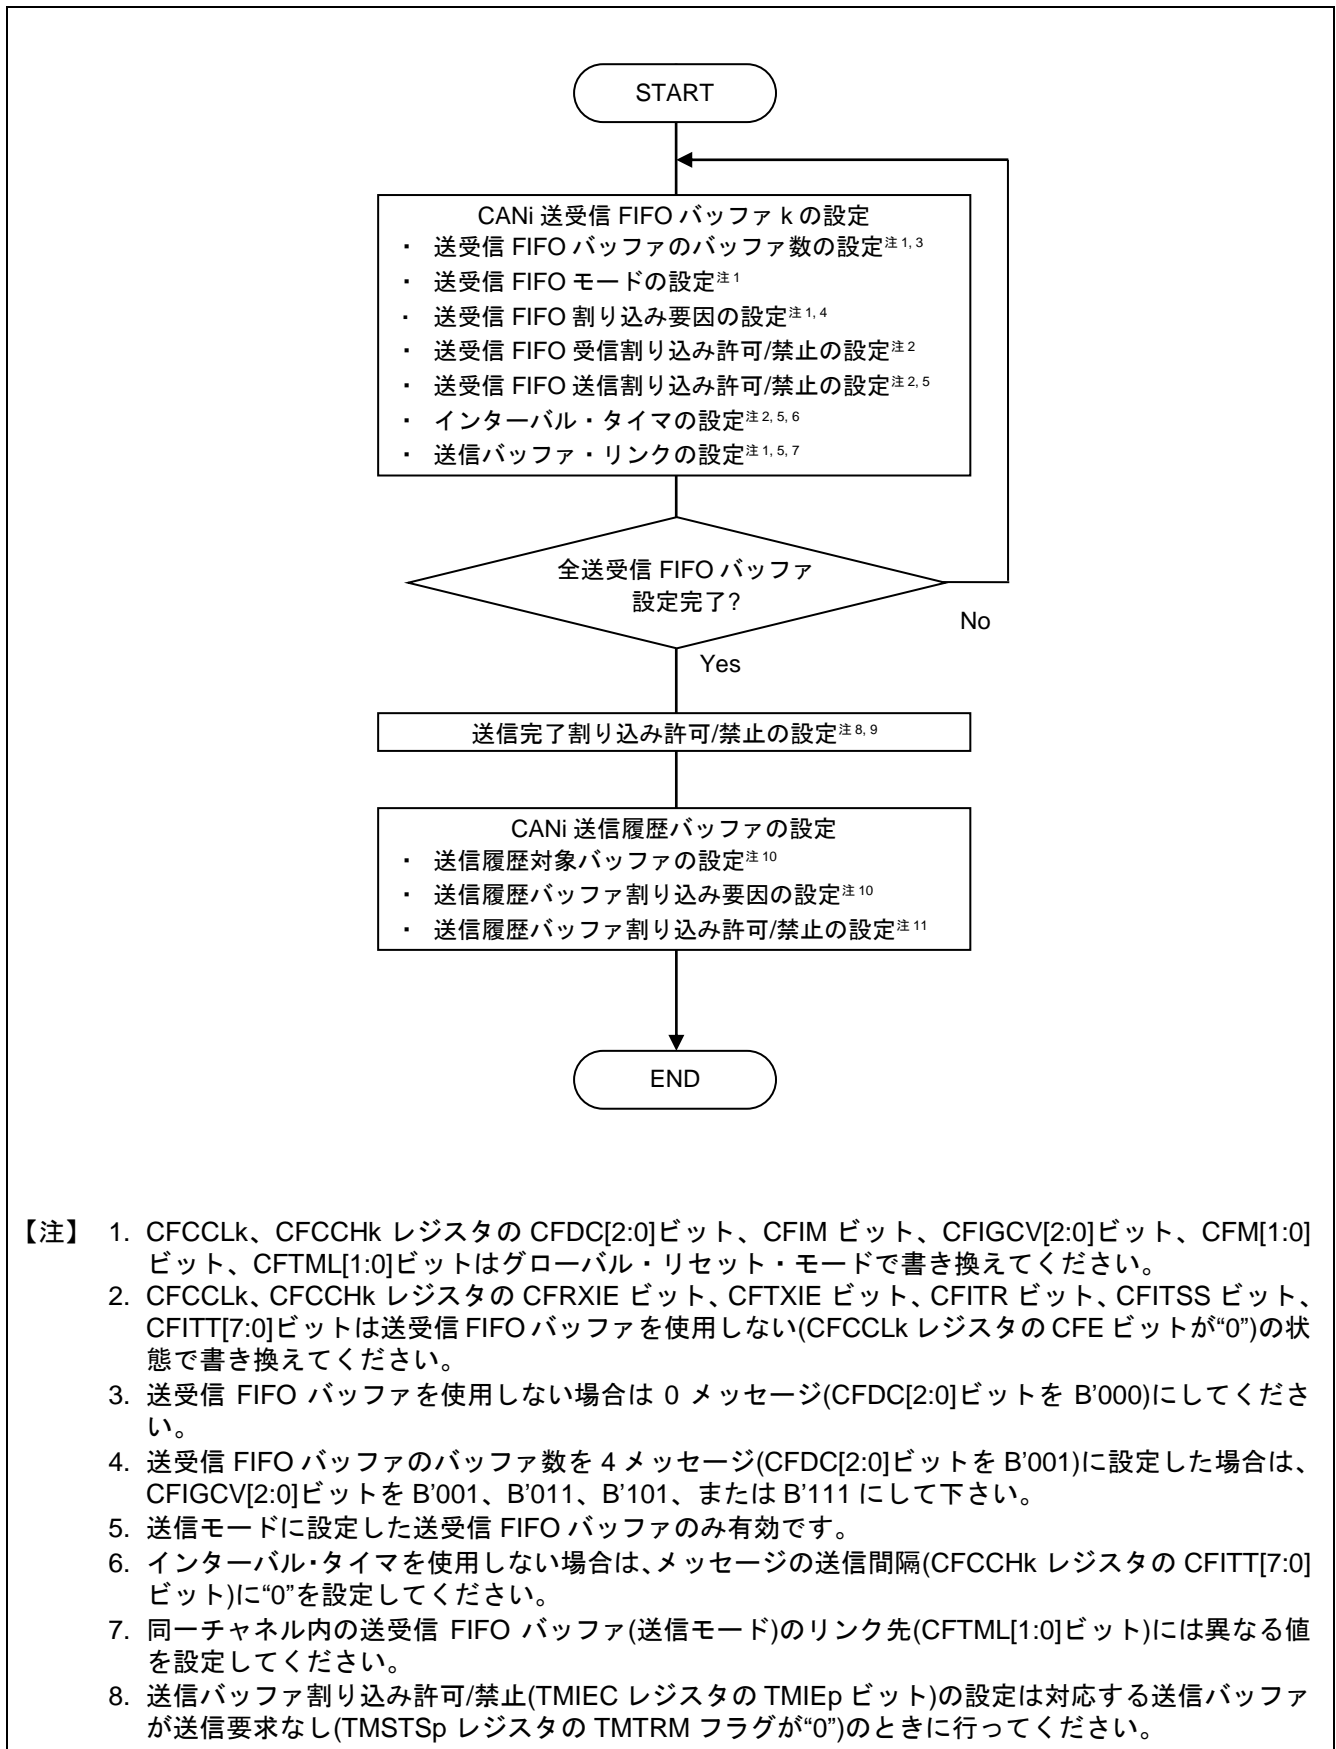 START
CANi 送受信 FIFO バッファ k の設定
・ 送受信 FIFO バッファのバッファ数の設定注 1, 3
・ 送受信 FIFO モードの設定注 1
・ 送受信 FIFO 割り込み要因の設定注 1, 4
・ 送受信 FIFO 受信割り込み許可/禁止の設定注 2
・ 送受信 FIFO 送信割り込み許可/禁止の設定注 2, 5
・ インターバル・タイマの設定注 2, 5, 6
・ 送信バッファ・リンクの設定注 1, 5, 7
全送受信 FIFO バッファ
設定完了?
No
Yes
送信完了割り込み許可/禁止の設定注 8, 9
CANi 送信履歴バッファの設定
・ 送信履歴対象バッファの設定注 10
・ 送信履歴バッファ割り込み要因の設定注 10
・ 送信履歴バッファ割り込み許可/禁止の設定注 11
END
【注】 1. CFCCLk、CFCCHk レジスタの CFDC[2:0]ビット、CFIM ビット、CFIGCV[2:0]ビット、CFM[1:0]
ビット、CFTML[1:0]ビットはグローバル・リセット・モードで書き換えてください。
2. CFCCLk、CFCCHk レジスタの CFRXIE ビット、CFTXIE ビット、CFITR ビット、CFITSS ビット、
CFITT[7:0]ビットは送受信 FIFO バッファを使用しない(CFCCLk レジスタの CFE ビットが“0”)の状
態で書き換えてください。
3. 送受信 FIFO バッファを使用しない場合は 0 メッセージ(CFDC[2:0]ビットを B’000)にしてくださ
い。
4. 送受信 FIFO バッファのバッファ数を 4 メッセージ(CFDC[2:0]ビットを B’001)に設定した場合は、
CFIGCV[2:0]ビットを B’001、B’011、B’101、または B’111 にして下さい。
5. 送信モードに設定した送受信 FIFO バッファのみ有効です。
6. インターバル・タイマを使用しない場合は、メッセージの送信間隔(CFCCHk レジスタの CFITT[7:0]
ビット)に“0”を設定してください。
7. 同一チャネル内の送受信 FIFO バッファ(送信モード)のリンク先(CFTML[1:0]ビット)には異なる値
を設定してください。
8. 送信バッファ割り込み許可/禁止(TMIEC レジスタの TMIEp ビット)の設定は対応する送信バッファ
が送信要求なし(TMSTSp レジスタの TMTRM フラグが“0”)のときに行ってください。